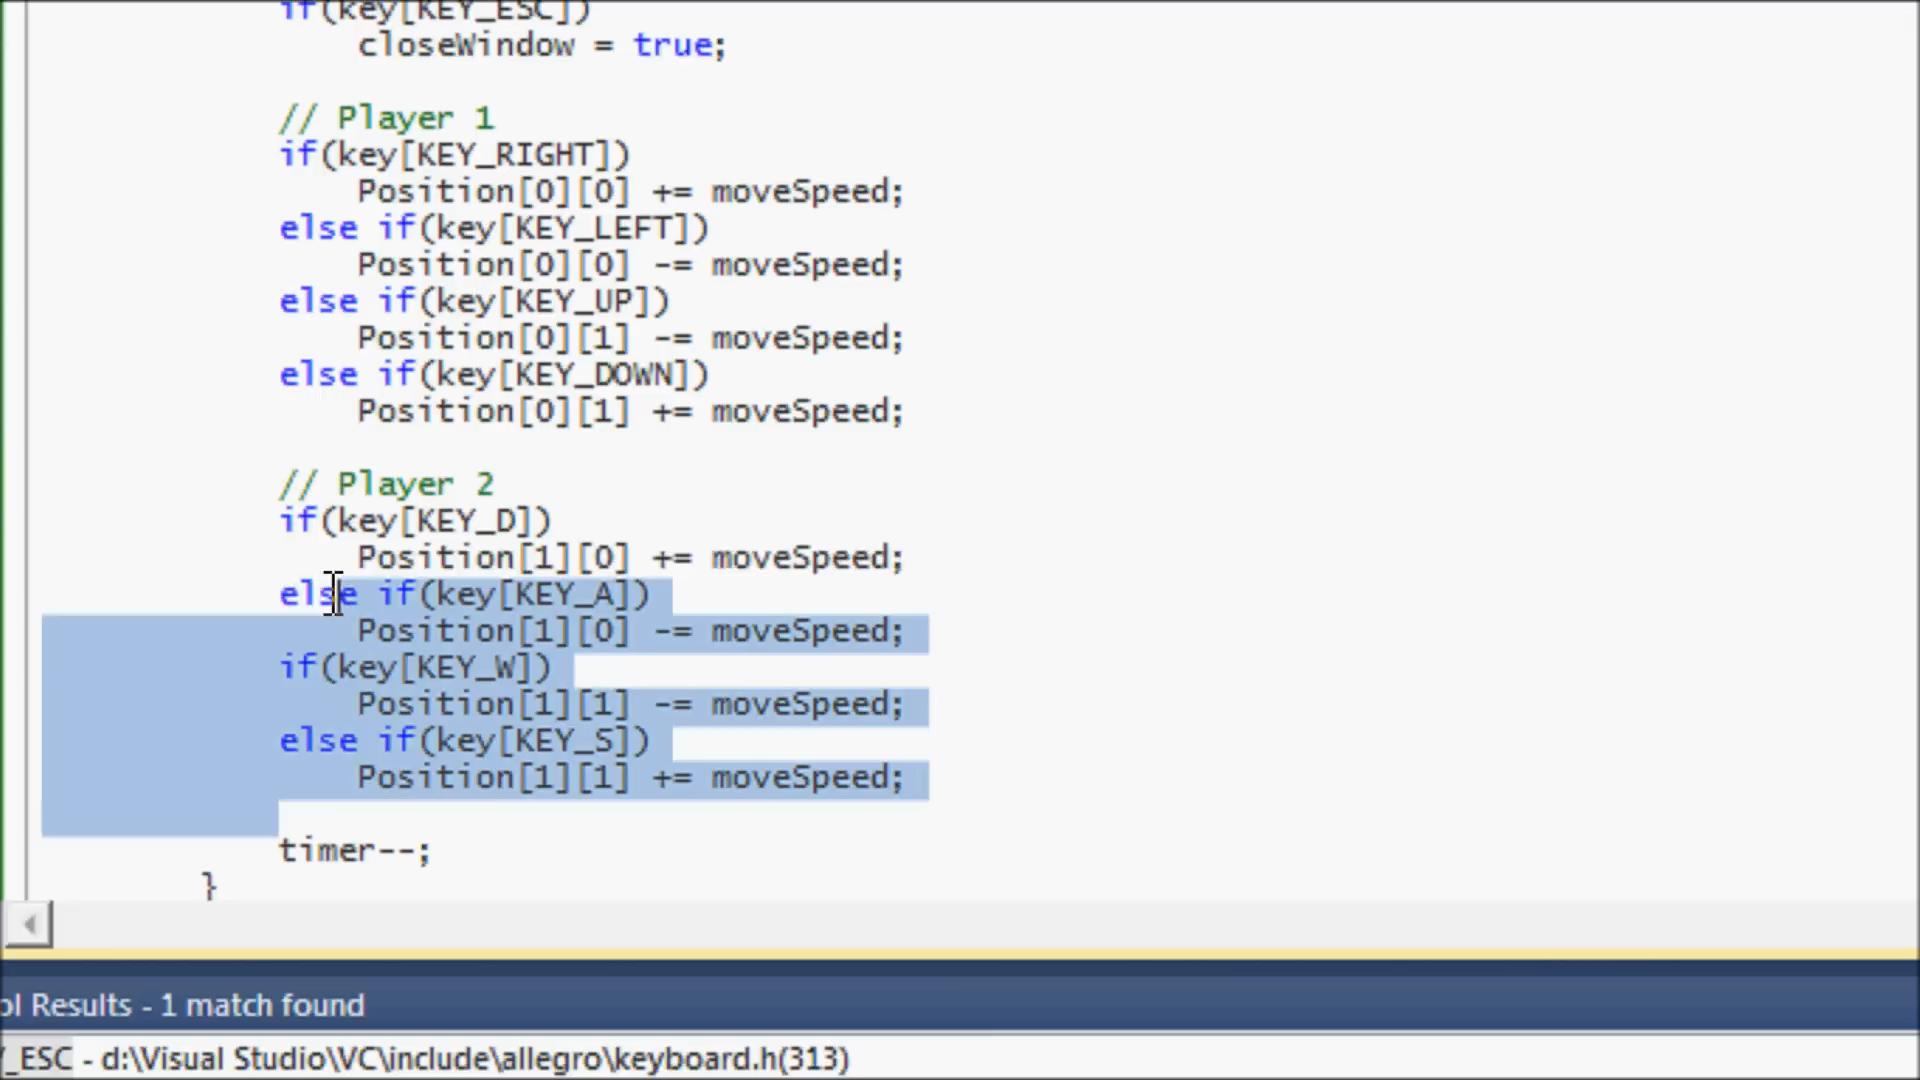 if(key[KEY_ESC])
closeWindow = true;
// Player 1
if(key[KEY_RIGHT])
Position[0][0] += moveSpeed;
else if(key[KEY_LEFT])
Position[0][0] -= moveSpeed;
else if(key[KEY_UP])
Position[0][1] -= moveSpeed;
else if(key[KEY_DOWN])
Position[0][1] += moveSpeed;
// Player 2
if(key[KEY_D])
Position[1][0] += moveSpeed;
else if(key[KEY_A])
Position[1][0] -= moveSpeed;
if(key[KEY_W])
Position[1][1] -= moveSpeed;
else if(key[KEY_S])
Position[1][1] += moveSpeed;
timer--;
}
ol Results - 1 match found
_ESC - d:\Visual Studio\VC\include\allegro\keyboard.h(313)